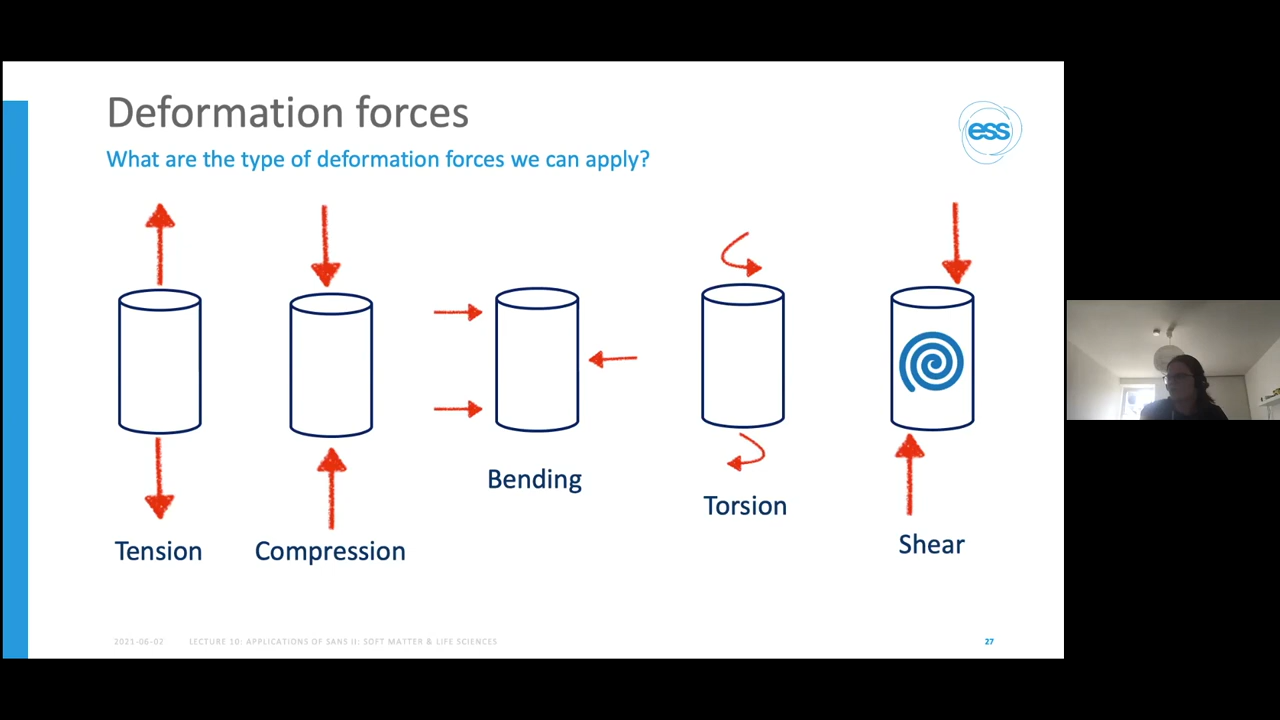 Deformation forces
ess
What are the type of deformation forces we can apply?
Bending
Torsion
Shear
Tension
Compression
2021-06-02 LECTURE 10: APPLICATIONS OF SANS II: SOFT MATTER & LIFE SCIENCES 27